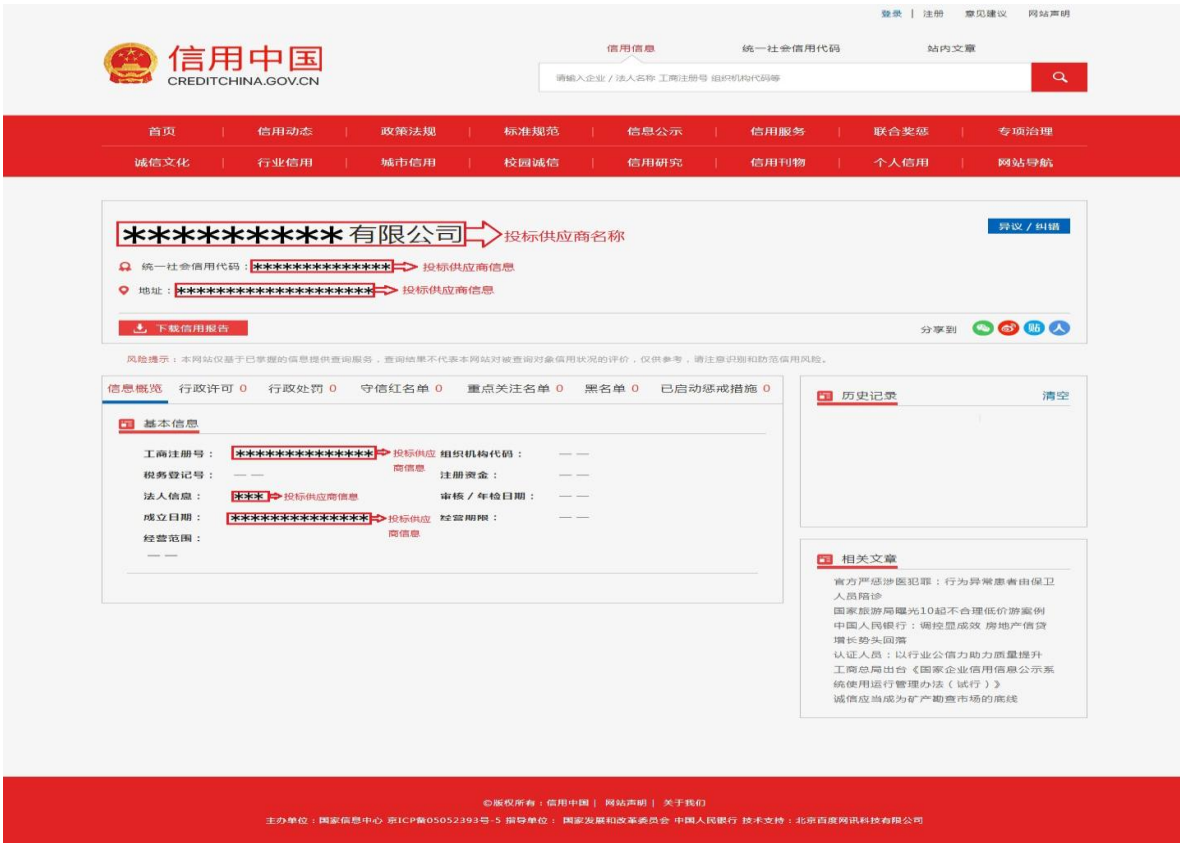 登录 | 注册 意见建议 网站声明
信用中国
CREDITCHINA.GOV.CN
信用信息 统一社会信用代码 站内文章
请输入企业 / 法人名称 工商注册号 组织机构代码等
首页 | 信用动态 | 政策法规 | 标准规范 | 信息公示 | 信用服务 | 联合奖惩 | 专项治理
诚信文化 | 行业信用 | 城市信用 | 校园诚信 | 信用研究 | 信用刊物 | 个人信用 | 网站导航
*********有限公司 投标供应商名称
异议 / 纠错
统一社会信用代码：************** 投标供应商信息
地址：******************** 投标供应商信息
下载信用报告
分享到 贴 人
风险提示：本网站仅基于已掌握的信息提供查询服务，查询结果不代表本网站对被查询对象信用状况的评价，仅供参考，请注意识别和防范信用风险。
信息概览 行政许可 0 行政处罚 0 守信红名单 0 重点关注名单 0 黑名单 0 已启动惩戒措施 0
基本信息
工商注册号： ************** 投标供应商信息 组织机构代码： — —
税务登记号： — — 注册资金： — —
法人信息： *** 投标供应商信息 审核 / 年检日期： — —
成立日期： ************** 投标供应商信息 经营期限： — —
经营范围：
— —
历史记录 清空
相关文章
官方严惩涉医犯罪：行为异常患者由保卫
人员陪诊
国家旅游局曝光10起不合理低价游案例
中国人民银行：调控显成效 房地产信贷
增长势头回落
认证人员：以行业公信力助力质量提升
工商总局出台《国家企业信用信息公示系
统使用运行管理办法（试行）》
诚信应当成为矿产勘查市场的底线
©版权所有：信用中国 | 网站声明 | 关于我们
主办单位：国家信息中心 京ICP备05052393号-5 指导单位： 国家发展和改革委员会 中国人民银行 技术支持：北京百度网讯科技有限公司